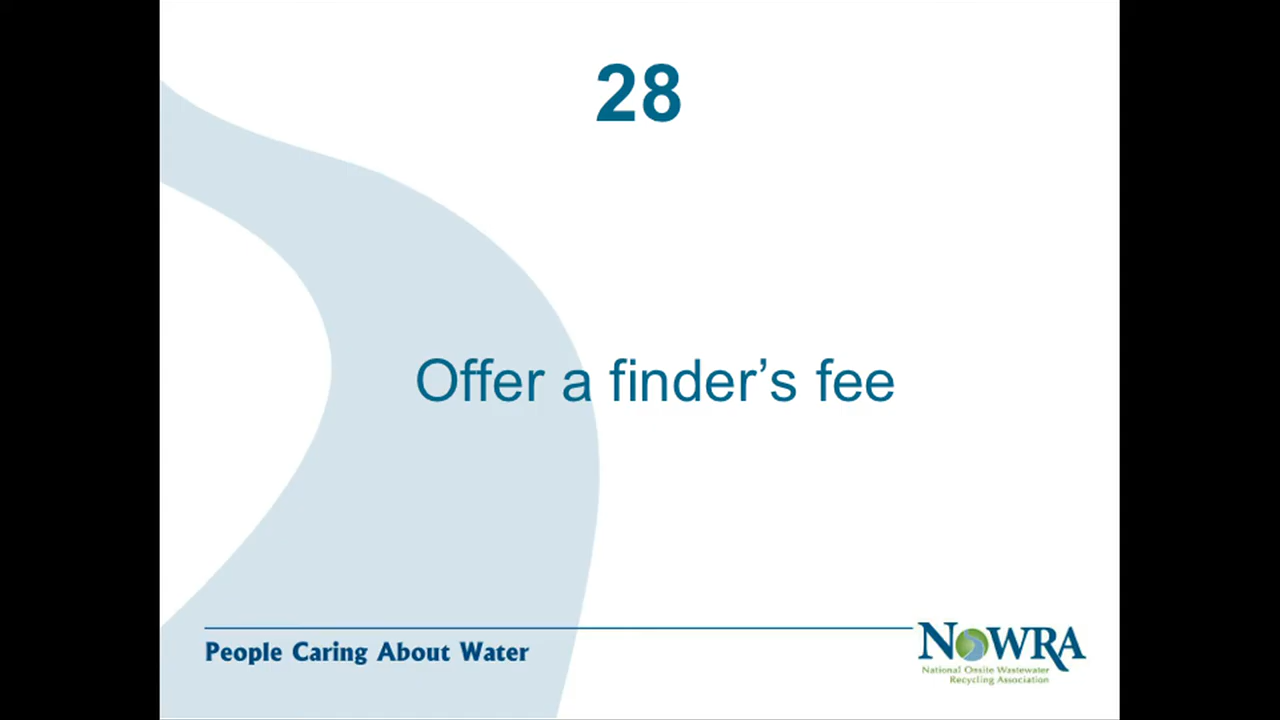 28
Offer a finder’s fee
People Caring About Water
NOWRA
National Onsite Wastewater
Recycling Association